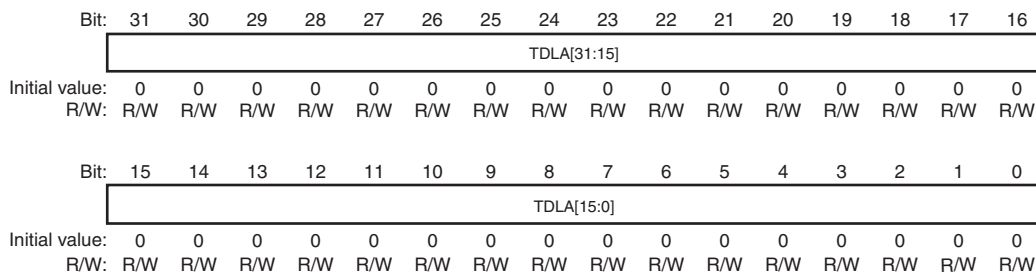 Bit: 31 30 29 28 27 26 25 24 23 22 21 20 19 18 17 16
TDLA[31:15]
Initial value: 0 0 0 0 0 0 0 0 0 0 0 0 0 0 0 0
R/W: R/W R/W R/W R/W R/W R/W R/W R/W R/W R/W R/W R/W R/W R/W R/W R/W
Bit: 15 14 13 12 11 10 9 8 7 6 5 4 3 2 1 0
TDLA[15:0]
Initial value: 0 0 0 0 0 0 0 0 0 0 0 0 0 0 0 0
R/W: R/W R/W R/W R/W R/W R/W R/W R/W R/W R/W R/W R/W R/W R/W R/W R/W